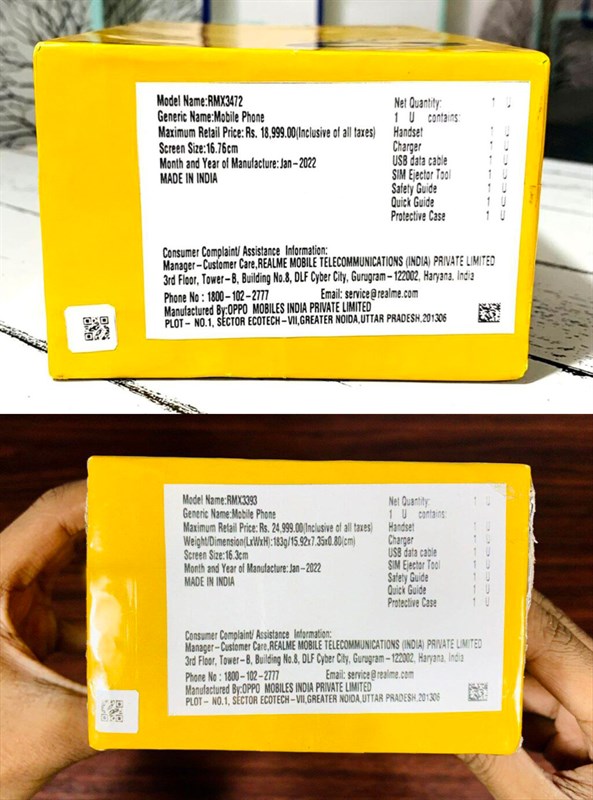 Model Name:RMX3472
Generic Name:Mobile Phone
Maximum Retail Price: Rs. 18,999.00(Inclusive of all taxes)
Screen Size:16.76cm
Month and Year of Manufacture:Jan-2022
MADE IN INDIA
Net Quantity: 1 U
1 U contains:
Handset 1 U
Charger 1 U
USB data cable 1 U
SIM Ejector Tool 1 U
Safety Guide 1 U
Quick Guide 1 U
Protective Case 1 U
Consumer Complaint/ Assistance Information:
Manager-Customer Care,REALME MOBILE TELECOMMUNICATIONS (INDIA) PRIVATE LIMITED
3rd Floor, Tower-B, Building No.8, DLF Cyber City, Gurugram-122002, Haryana, India
Phone No : 1800-102-2777 Email: service@realme.com
Manufactured By:OPPO MOBILES INDIA PRIVATE LIMITED
PLOT- NO.1, SECTOR ECOTECH-VII,GREATER NOIDA,UTTAR PRADESH,201306
Model Name:RMX3393
Generic Name:Mobile Phone
Maximum Retail Price: Rs. 24,999.00(Inclusive of all taxes)
Weight/Dimension(LxWxH):183g/15.92x7.35x0.80(cm)
Screen Size:16.3cm
Month and Year of Manufacture:Jan-2022
MADE IN INDIA
Net Quantity: 1 U
1 U contains:
Handset 1 U
Charger 1 U
USB data cable 1 U
SIM Ejector Tool 1 U
Safety Guide 1 U
Quick Guide 1 U
Protective Case 1 U
Consumer Complaint/ Assistance Information:
Manager-Customer Care,REALME MOBILE TELECOMMUNICATIONS (INDIA) PRIVATE LIMITED
3rd Floor, Tower-B, Building No.8, DLF Cyber City, Gurugram-122002, Haryana, India
Phone No : 1800-102-2777 Email: service@realme.com
Manufactured By:OPPO MOBILES INDIA PRIVATE LIMITED
PLOT- NO.1, SECTOR ECOTECH-VII,GREATER NOIDA,UTTAR PRADESH,201306